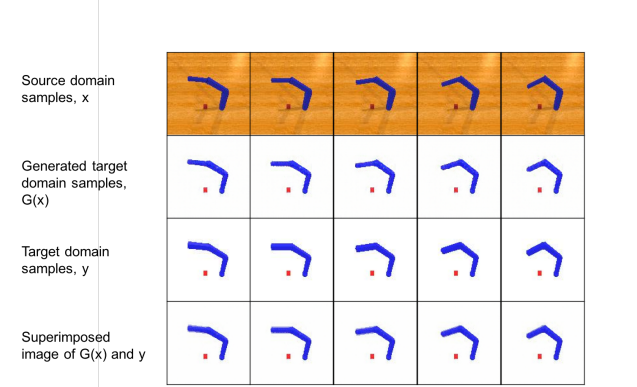 Source domain
samples, x
Generated target
domain samples,
G(x)
Target domain
samples, y
Superimposed
image of G(x) and y